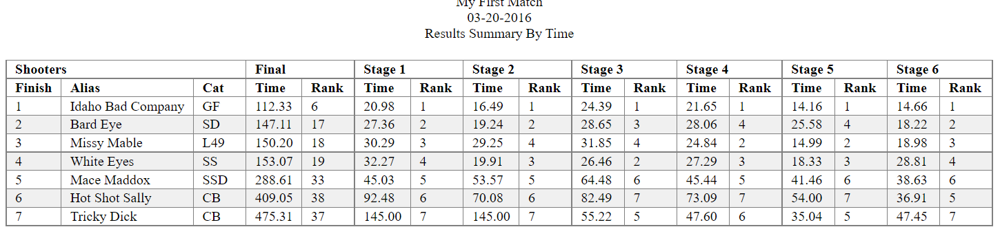 My First Match
03-20-2016
Results Summary By Time
Shooters Final Stage 1 Stage 2 Stage 3 Stage 4 Stage 5 Stage 6
Finish Alias Cat Time Rank Time Rank Time Rank Time Rank Time Rank Time Rank Time Rank
1 Idaho Bad Company GF 112.33 6 20.98 1 16.49 1 24.39 1 21.65 1 14.16 1 14.66 1
2 Bard Eye SD 147.11 17 27.36 2 19.24 2 28.65 3 28.06 4 25.58 4 18.22 2
3 Missy Mable L49 150.20 18 30.29 3 29.25 4 31.85 4 24.84 2 14.99 2 18.98 3
4 White Eyes SS 153.07 19 32.27 4 19.91 3 26.46 2 27.29 3 18.33 3 28.81 4
5 Mace Maddox SSD 288.61 33 45.03 5 53.57 5 64.48 6 45.44 5 41.46 6 38.63 6
6 Hot Shot Sally CB 409.05 38 92.48 6 70.08 6 82.49 7 73.09 7 54.00 7 36.91 5
7 Tricky Dick CB 475.31 37 145.00 7 145.00 7 55.22 5 47.60 6 35.04 5 47.45 7